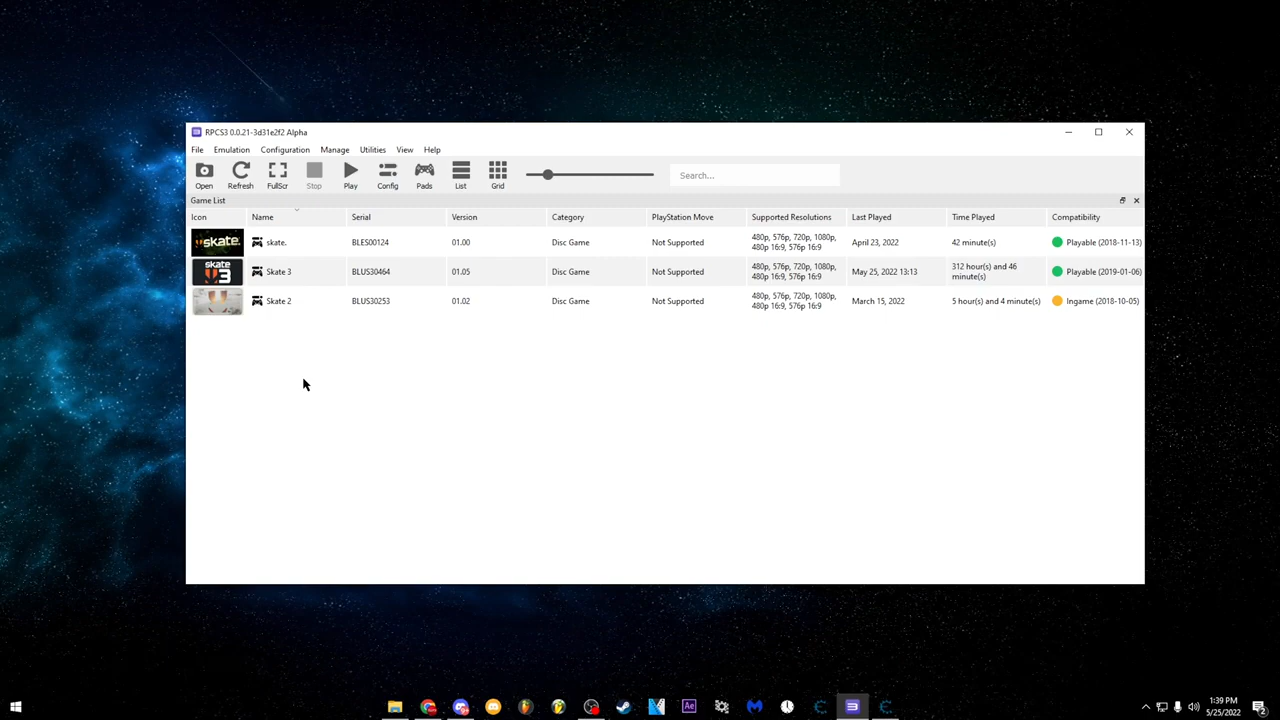 RPCS3 0.0.21-3d31e2f2 Alpha
File Emulation Configuration Manage Utilities View Help
Open Refresh FullScr Stop Play Config Pads List Grid Search...
Game List
Icon Name Serial Version Category PlayStation Move Supported Resolutions Last Played Time Played Compatibility
skate. skate. BLES00124 01.00 Disc Game Not Supported 480p, 576p, 720p, 1080p, April 23, 2022 42 minute(s) Playable (2018-11-13)
480p 16:9, 576p 16:9
skate 3 Skate 3 BLUS30464 01.05 Disc Game Not Supported 480p, 576p, 720p, 1080p, May 25, 2022 13:13 312 hour(s) and 46 Playable (2019-01-06)
480p 16:9, 576p 16:9 minute(s)
Skate 2 BLUS30253 01.02 Disc Game Not Supported 480p, 576p, 720p, 1080p, March 15, 2022 5 hour(s) and 4 minute(s) Ingame (2018-10-05)
480p 16:9, 576p 16:9
Ae
1:39 PM
5/25/2022
2